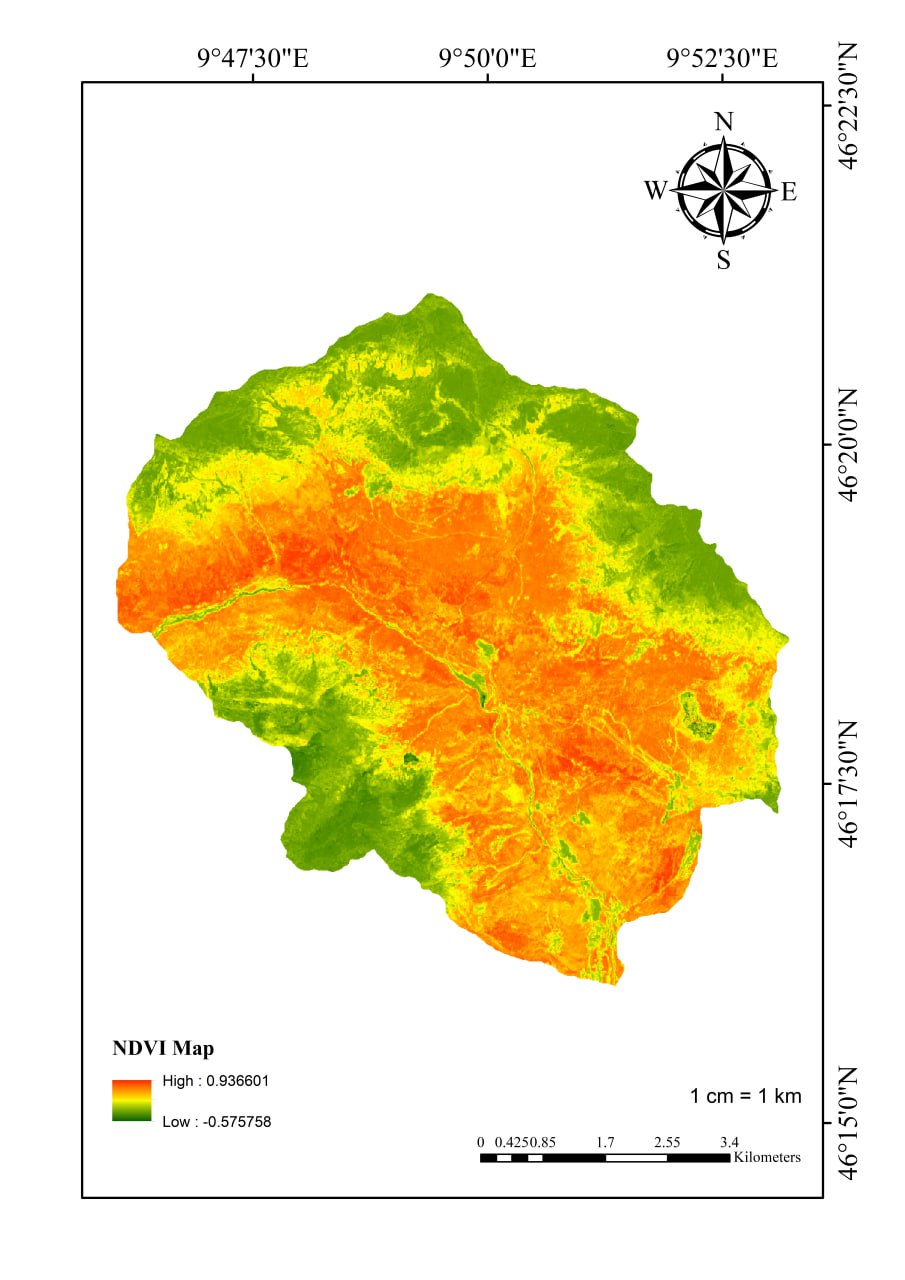 9°47'30"E 9°50'0"E 9°52'30"E
46°22'30"N
N
W E
S
46°20'0"N
46°17'30"N
NDVI Map
High : 0.936601
Low : -0.575758
1 cm = 1 km
46°15'0"N
0 0.425 0.85 1.7 2.55 3.4
Kilometers